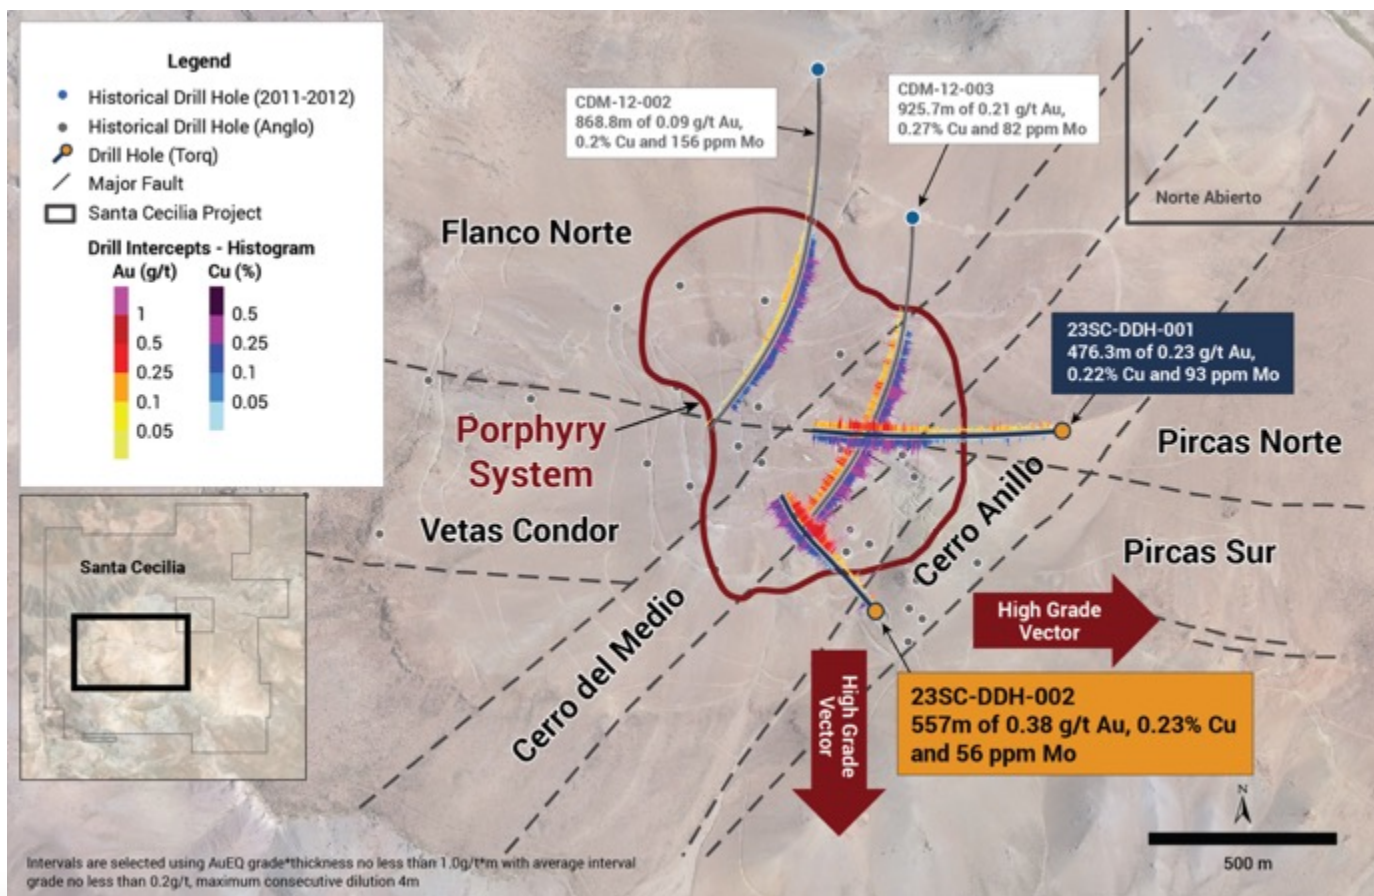 Legend
Historical Drill Hole (2011-2012)
Historical Drill Hole (Anglo)
Drill Hole (Torq)
Major Fault
Santa Cecilia Project
Drill Intercepts - Histogram
Au (g/t) Cu (%)
1
0.5
0.25
0.1
0.05
0.5
0.25
0.1
0.05
CDM-12-002
868.8m of 0.09 g/t Au,
0.2% Cu and 156 ppm Mo
CDM-12-003
925.7m of 0.21 g/t Au,
0.27% Cu and 82 ppm Mo
Norte Abierto
Flanco Norte
23SC-DDH-001
476.3m of 0.23 g/t Au,
0.22% Cu and 93 ppm Mo
Porphyry
System
Pircas Norte
Vetas Condor
Cerro Anillo
Pircas Sur
Santa Cecilia
Cerro del Medio
High Grade
Vector
High Grade
Vector
23SC-DDH-002
557m of 0.38 g/t Au, 0.23% Cu
and 56 ppm Mo
N
500 m
Intervals are selected using AuEQ grade*thickness no less than 1.0g/t*m with average interval
grade no less than 0.2g/t, maximum consecutive dilution 4m